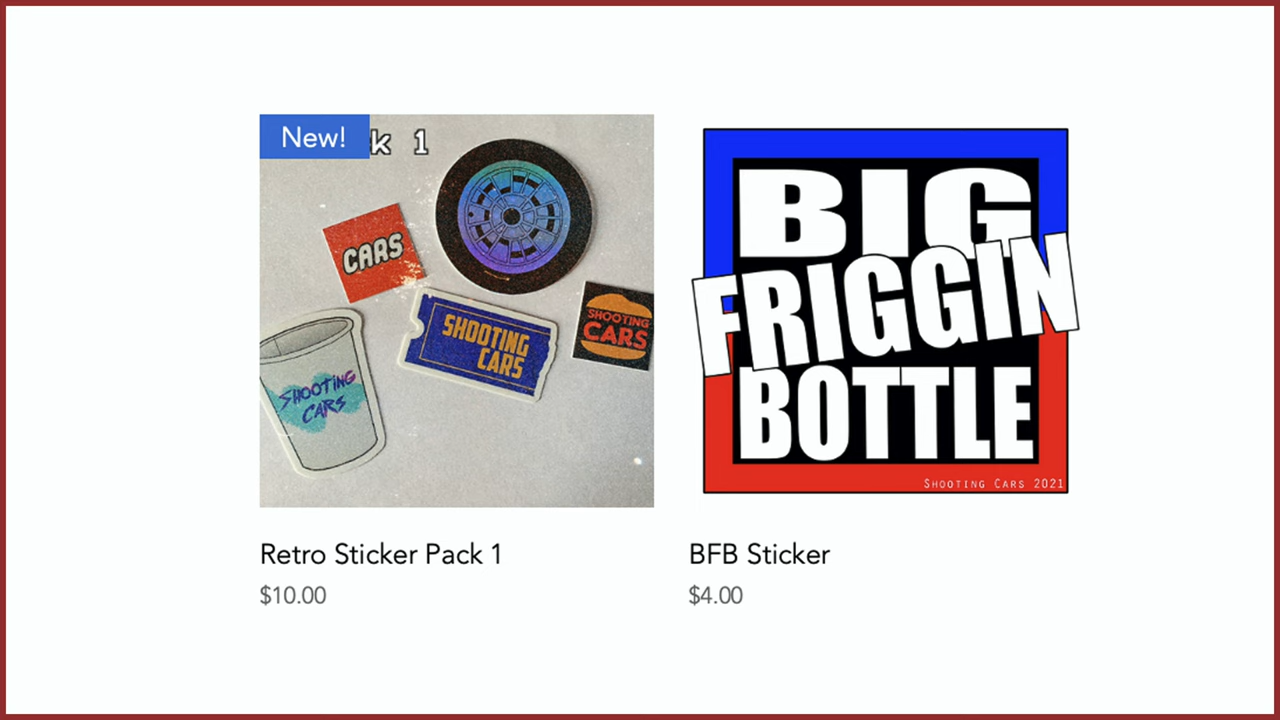 New!
k 1
CARS
SHOOTING
CARS
SHOOTING
CARS
SHOOTING
CARS
BIG
FRIGGIN
BOTTLE
SHOOTING CARS 2021
Retro Sticker Pack 1
BFB Sticker
$10.00
$4.00